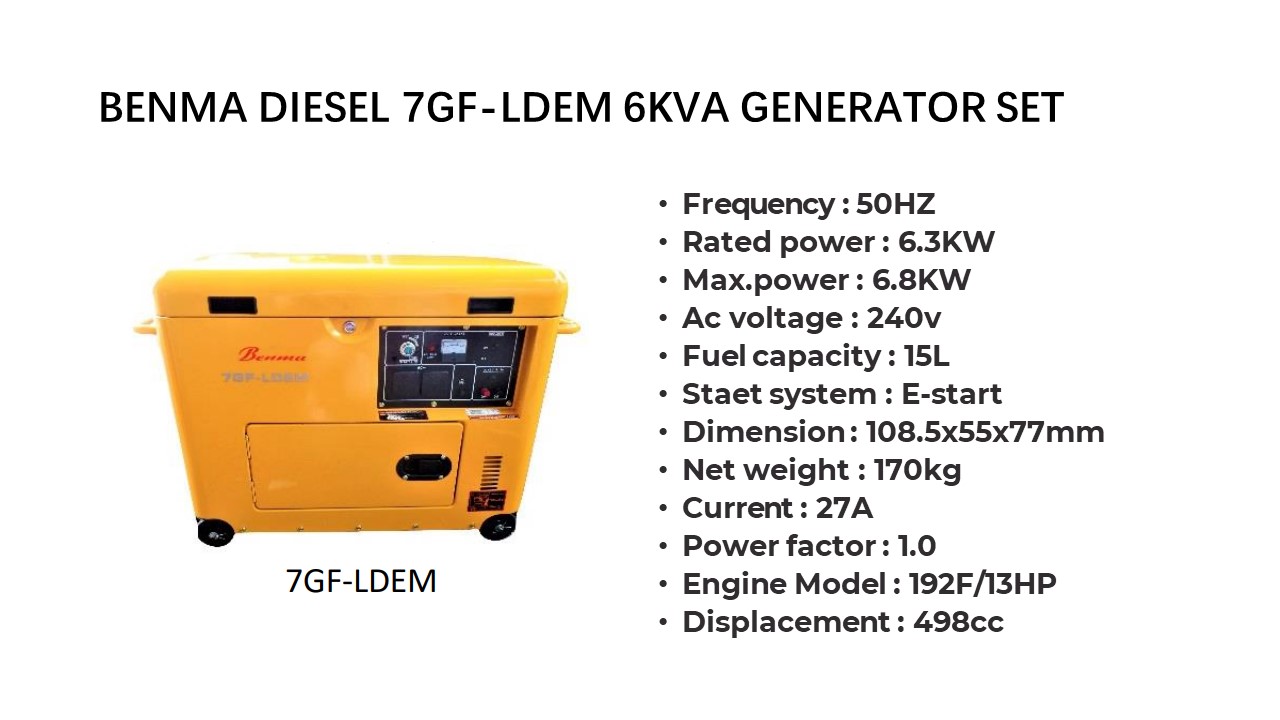 BENMA DIESEL 7GF-LDEM 6KVA GENERATOR SET
• Frequency : 50HZ
• Rated power : 6.3KW
• Max.power : 6.8KW
• Ac voltage : 240v
• Fuel capacity : 15L
• Staet system : E-start
• Dimension : 108.5x55x77mm
• Net weight : 170kg
• Current : 27A
• Power factor : 1.0
• Engine Model : 192F/13HP
• Displacement : 498cc
Benma
7GF-LDEM
7GF-LDEM